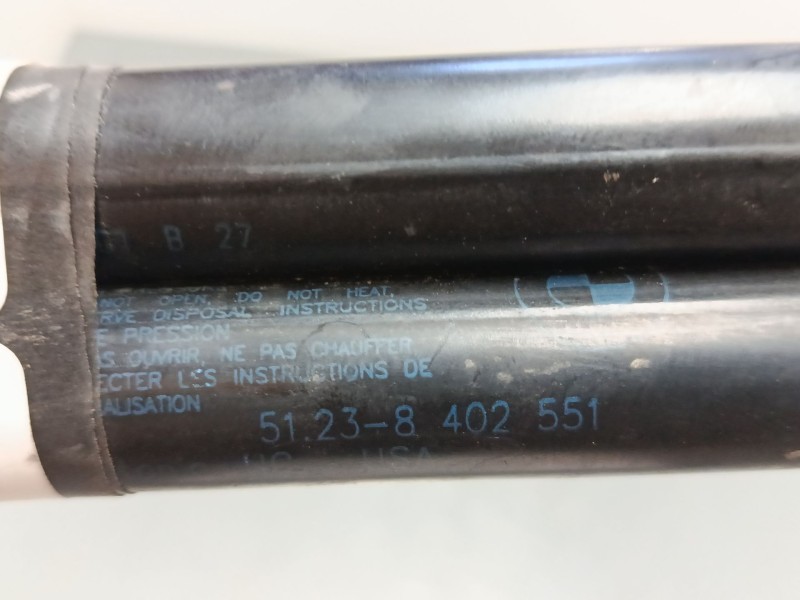 B 27
NOT OPEN, DO NOT HEAT.
DISPOSAL INSTRUCTIONS
PRESSION
OUVRIR, NE PAS CHAUFFER
LES INSTRUCTIONS DE
51.23-8 402 551
USA